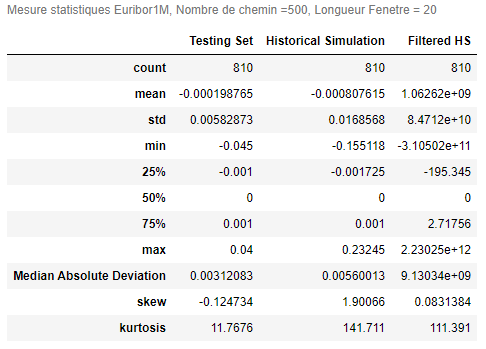 Mesure statistiques Euribor1M, Nombre de chemin =500, Longueur Fenetre = 20
Testing Set Historical Simulation Filtered HS
count 810 810 810
mean -0.000198765 -0.000807615 1.06262e+09
std 0.00582873 0.0168568 8.4712e+10
min -0.045 -0.155118 -3.10502e+11
25% -0.001 -0.001725 -195.345
50% 0 0 0
75% 0.001 0.001 2.71756
max 0.04 0.23245 2.23025e+12
Median Absolute Deviation 0.00312083 0.00560013 9.13034e+09
skew -0.124734 1.90066 0.0831384
kurtosis 11.7676 141.711 111.391